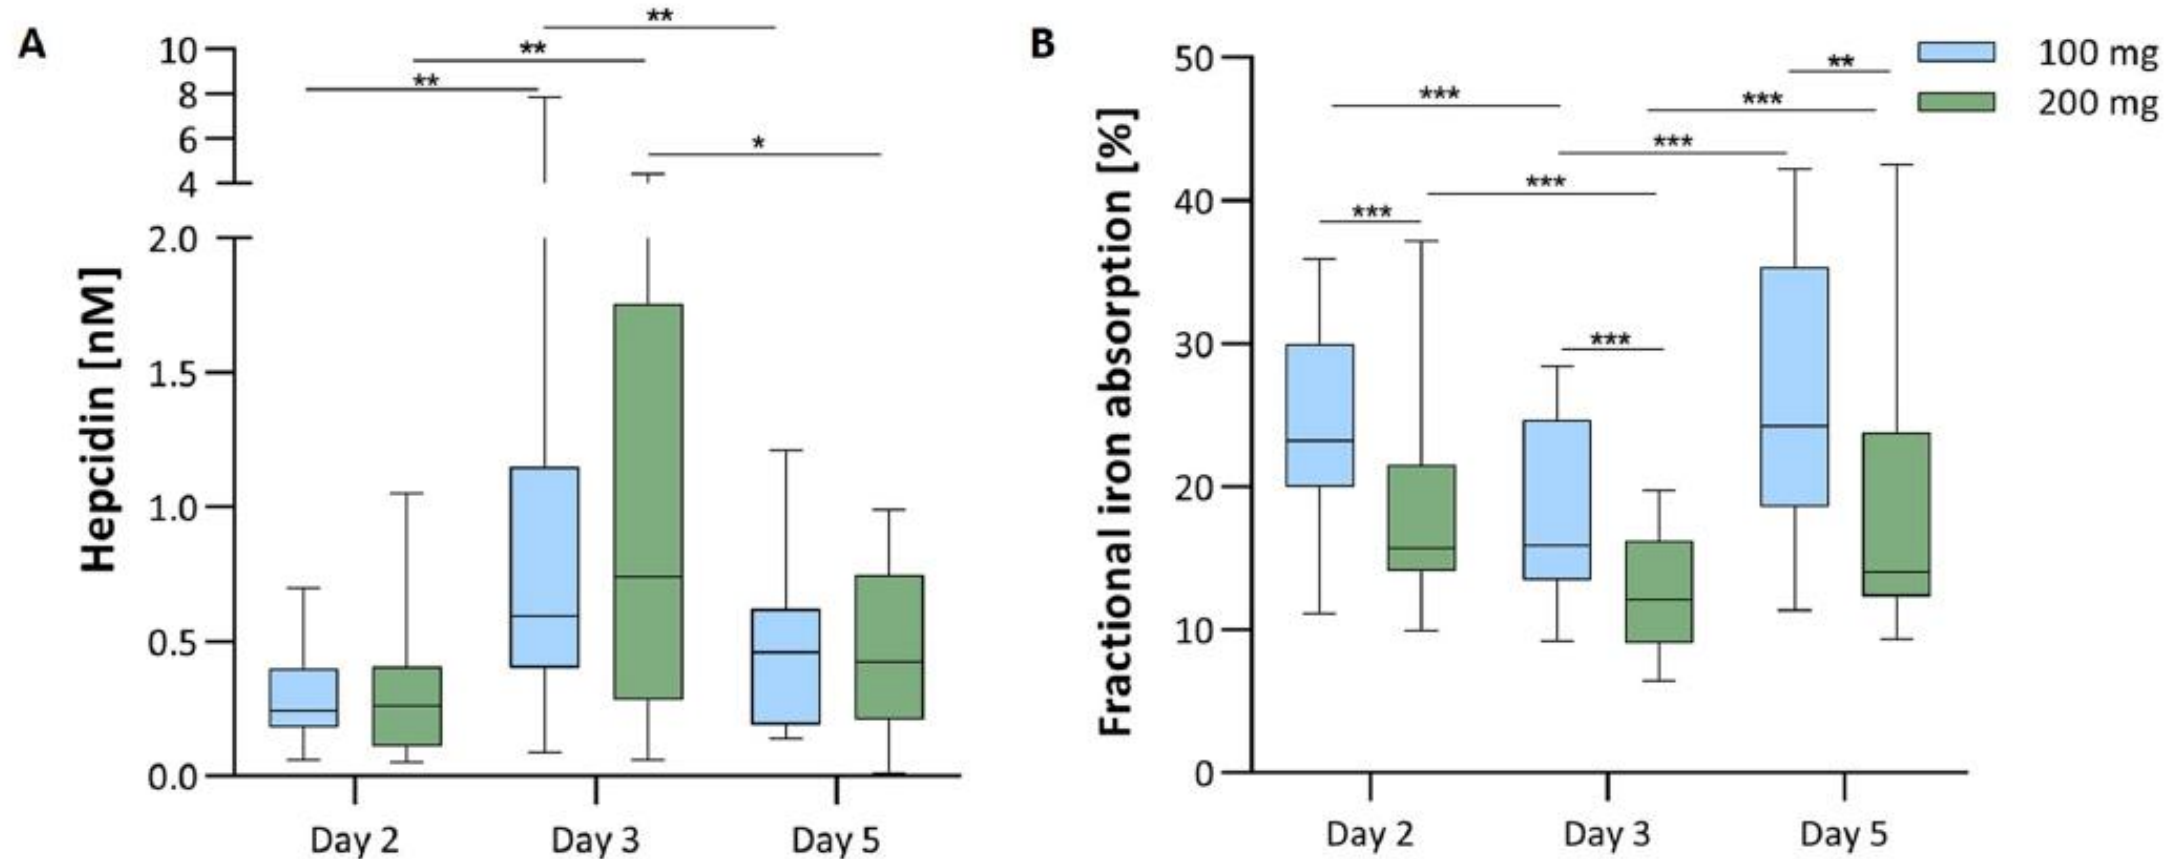 A
Hepcidin [nM]
10
8
6
4
2.0
1.5
1.0
0.5
0.0
**
**
**
*
Day 2
Day 3
Day 5
B
Fractional iron absorption [%]
50
40
30
20
10
0
**
***
***
***
***
***
***
Day 2
Day 3
Day 5
100 mg
200 mg